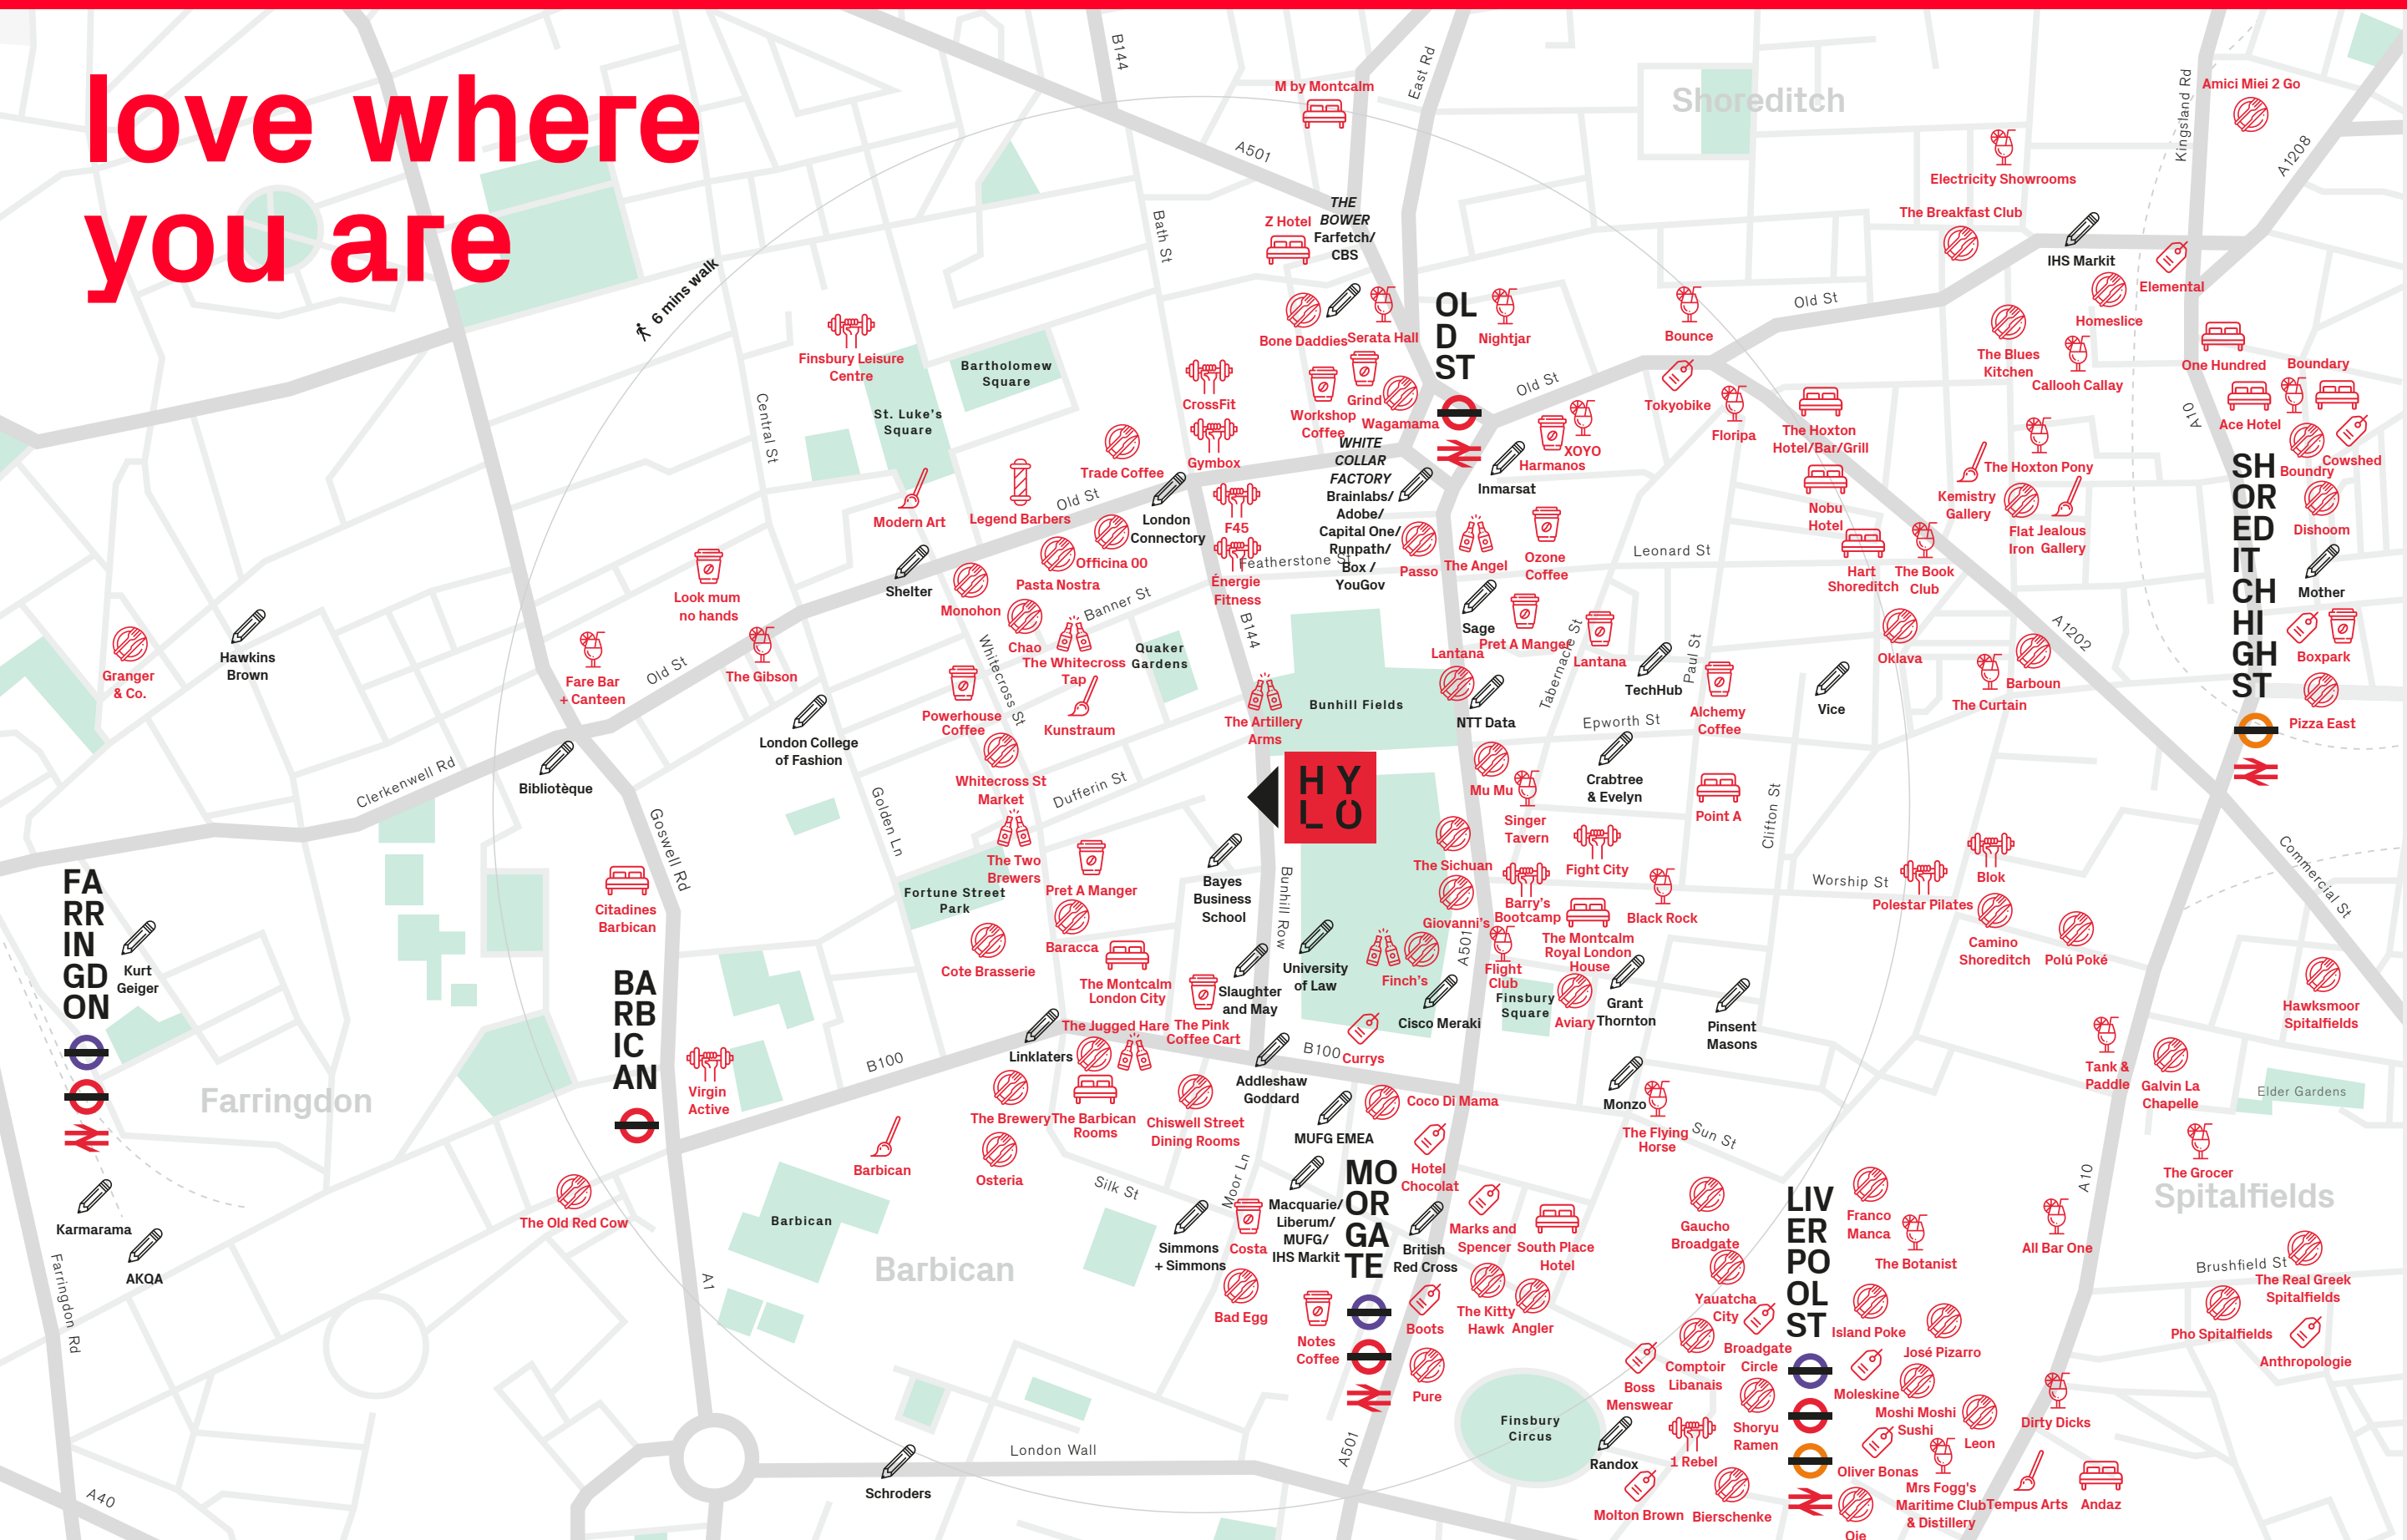 love where
you are
6 mins walk
Shoreditch
Farringdon
Barbican
Spitalfields
B144
East Rd
A501
Kingsland Rd
A1208
M by Montcalm
Amici Miei 2 Go
Electricity Showrooms
The Breakfast Club
IHS Markit
Elemental
Homeslice
Z Hotel
THE
BOWER
Farfetch/
CBS
Bath St
Bone Daddies
Serata Hall
OL
D
ST
Nightjar
Bounce
Old St
The Blues
Kitchen
Callooh Callay
One Hundred
Boundary
Ace Hotel
Boundry
Cowshed
A10
Finsbury Leisure
Centre
Bartholomew
Square
St. Luke's
Square
Central St
CrossFit
Gymbox
Workshop
Coffee
Grind
Wagamama
Old St
Tokyobike
Floripa
The Hoxton
Hotel/Bar/Grill
XOYO
Harmanos
Inmarsat
WHITE
COLLAR
FACTORY
Brainlabs/
Adobe/
Capital One/
Runpath/
Box /
YouGov
Nobu
Hotel
The Hoxton Pony
Kemistry
Gallery
Flat
Iron
Jealous
Gallery
SH
OR
ED
IT
CH
HI
GH
ST
Dishoom
Mother
Boxpark
Pizza East
Trade Coffee
Modern Art
Legend Barbers
Old St
London
Connectory
F45
Featherstone St
Énergie
Fitness
Officina 00
Pasta Nostra
Shelter
Monohon
Chao
Banner St
The Whitecross
Tap
Quaker
Gardens
Whitecross St
Passo
The Angel
Ozone
Coffee
Leonard St
Hart
Shoreditch
The Book
Club
Sage
Pret A Manger
Lantana
Lantana
Tabernacle St
TechHub
Paul St
Oklava
A1202
The Curtain
Barboun
Vice
Look mum
no hands
The Gibson
Fare Bar
+ Canteen
Old St
Granger
& Co.
Hawkins
Brown
Clerkenwell Rd
Bibliotèque
London College
of Fashion
Powerhouse
Coffee
Kunstraum
B144
The Artillery
Arms
Bunhill Fields
NTT Data
Epworth St
Alchemy
Coffee
Whitecross St
Market
Dufferin St
HY
LO
Mu Mu
Singer
Tavern
Crabtree
& Evelyn
Point A
Clifton St
Goswell Rd
Golden Ln
The Two
Brewers
Pret A Manger
Fortune Street
Park
Bayes
Business
School
Bunhill Row
The Sichuan
Giovanni's
Barry's
Bootcamp
Fight City
Black Rock
Worship St
Polestar Pilates
Blok
Camino
Shoreditch
Polú Poké
Commercial St
FA
RR
IN
GD
ON
Kurt
Geiger
Citadines
Barbican
BA
RB
IC
AN
Cote Brasserie
Baracca
The Montcalm
London City
Slaughter
and May
University
of Law
Finch's
A501
Flight
Club
The Montcalm
Royal London
House
Finsbury
Square
Aviary
Grant
Thornton
Pinsent
Masons
Cisco Meraki
Hawksmoor
Spitalfields
Virgin
Active
B100
Linklaters
The Jugged Hare
The Pink
Coffee Cart
Addleshaw
Goddard
B100
Currys
Monzo
The Flying
Horse
Sun St
Tank &
Paddle
Galvin La
Chapelle
Elder Gardens
The Grocer
A10
The Brewery
The Barbican
Rooms
Chiswell Street
Dining Rooms
MUFG EMEA
Coco Di Mama
Barbican
Osteria
Silk St
Moor Ln
Hotel
Chocolat
MO
OR
GA
TE
Karmarama
AKQA
Farringdon Rd
The Old Red Cow
Barbican
A1
Simmons
+ Simmons
Costa
Macquarie/
Liberum/
MUFG/
IHS Markit
British
Red Cross
Marks and
Spencer
South Place
Hotel
Gaucho
Broadgate
LIV
ER
PO
OL
ST
Franco
Manca
The Botanist
All Bar One
Brushfield St
The Real Greek
Spitalfields
Bad Egg
Notes
Coffee
Boots
The Kitty
Hawk
Angler
Yauatcha
City
Broadgate
Circle
Island Poke
José Pizarro
Pho Spitalfields
Anthropologie
Pure
Boss
Menswear
Comptoir
Libanais
Moleskine
Moshi Moshi
Sushi
Leon
Dirty Dicks
Finsbury
Circus
Shoryu
Ramen
Randox
1 Rebel
Oliver Bonas
Mrs Fogg's
Maritime Club
& Distillery
Tempus Arts
Andaz
A40
Schroders
London Wall
A501
Molton Brown
Bierschenke
Oie